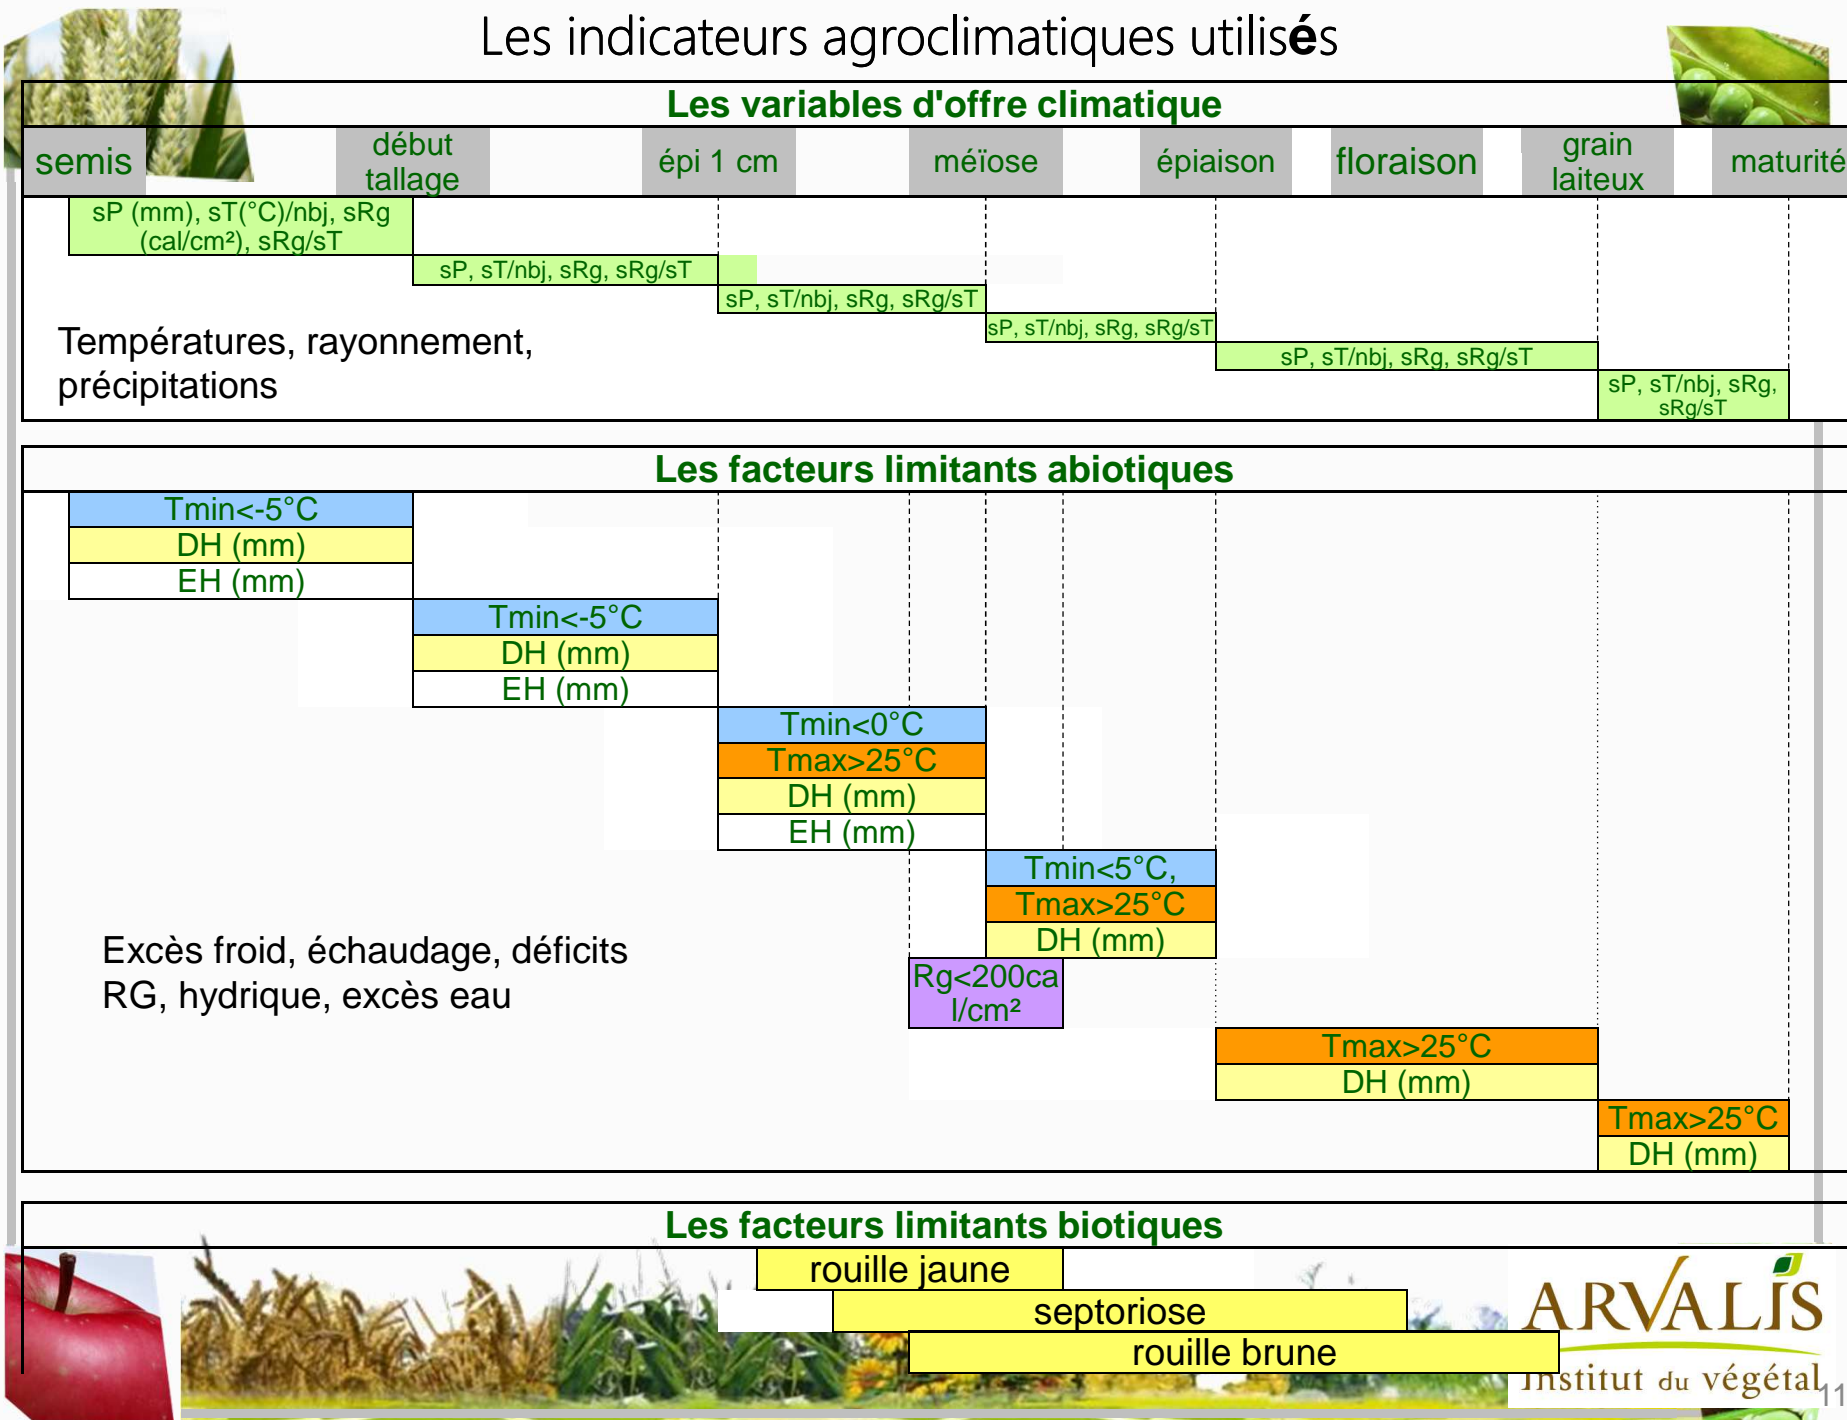 Les indicateurs agroclimatiques utilisés
Les variables d'offre climatique
semis
début
tallage
épi 1 cm
méïose
épiaison
floraison
grain
laiteux
maturité
sP (mm), sT(°C)/nbj, sRg
(cal/cm²), sRg/sT
sP, sT/nbj, sRg, sRg/sT
sP, sT/nbj, sRg, sRg/sT
sP, sT/nbj, sRg, sRg/sT
sP, sT/nbj, sRg, sRg/sT
sP, sT/nbj, sRg,
sRg/sT
Températures, rayonnement,
précipitations
Les facteurs limitants abiotiques
Tmin<-5°C
DH (mm)
EH (mm)
Tmin<-5°C
DH (mm)
EH (mm)
Tmin<0°C
Tmax>25°C
DH (mm)
EH (mm)
Tmin<5°C,
Tmax>25°C
DH (mm)
Rg<200ca
l/cm²
Tmax>25°C
DH (mm)
Tmax>25°C
DH (mm)
Excès froid, échaudage, déficits
RG, hydrique, excès eau
Les facteurs limitants biotiques
rouille jaune
septoriose
rouille brune
ARVALIS
Institut du végétal
11